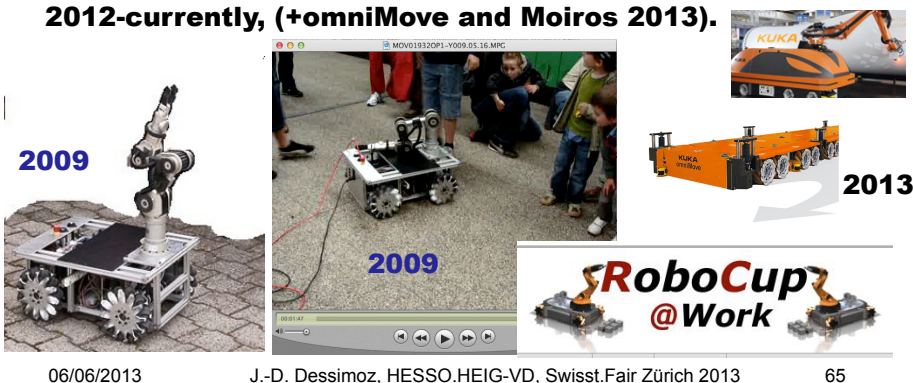 2012-currently, (+omniMove and Moiros 2013).
MOV01932OP1-Y009.05.16.MPG
KUKA
2009
KUKA
omniMove
2013
2009
RoboCup
@Work
00:01:47
06/06/2013 J.-D. Dessimoz, HESSO.HEIG-VD, Swisst.Fair Zürich 2013 65